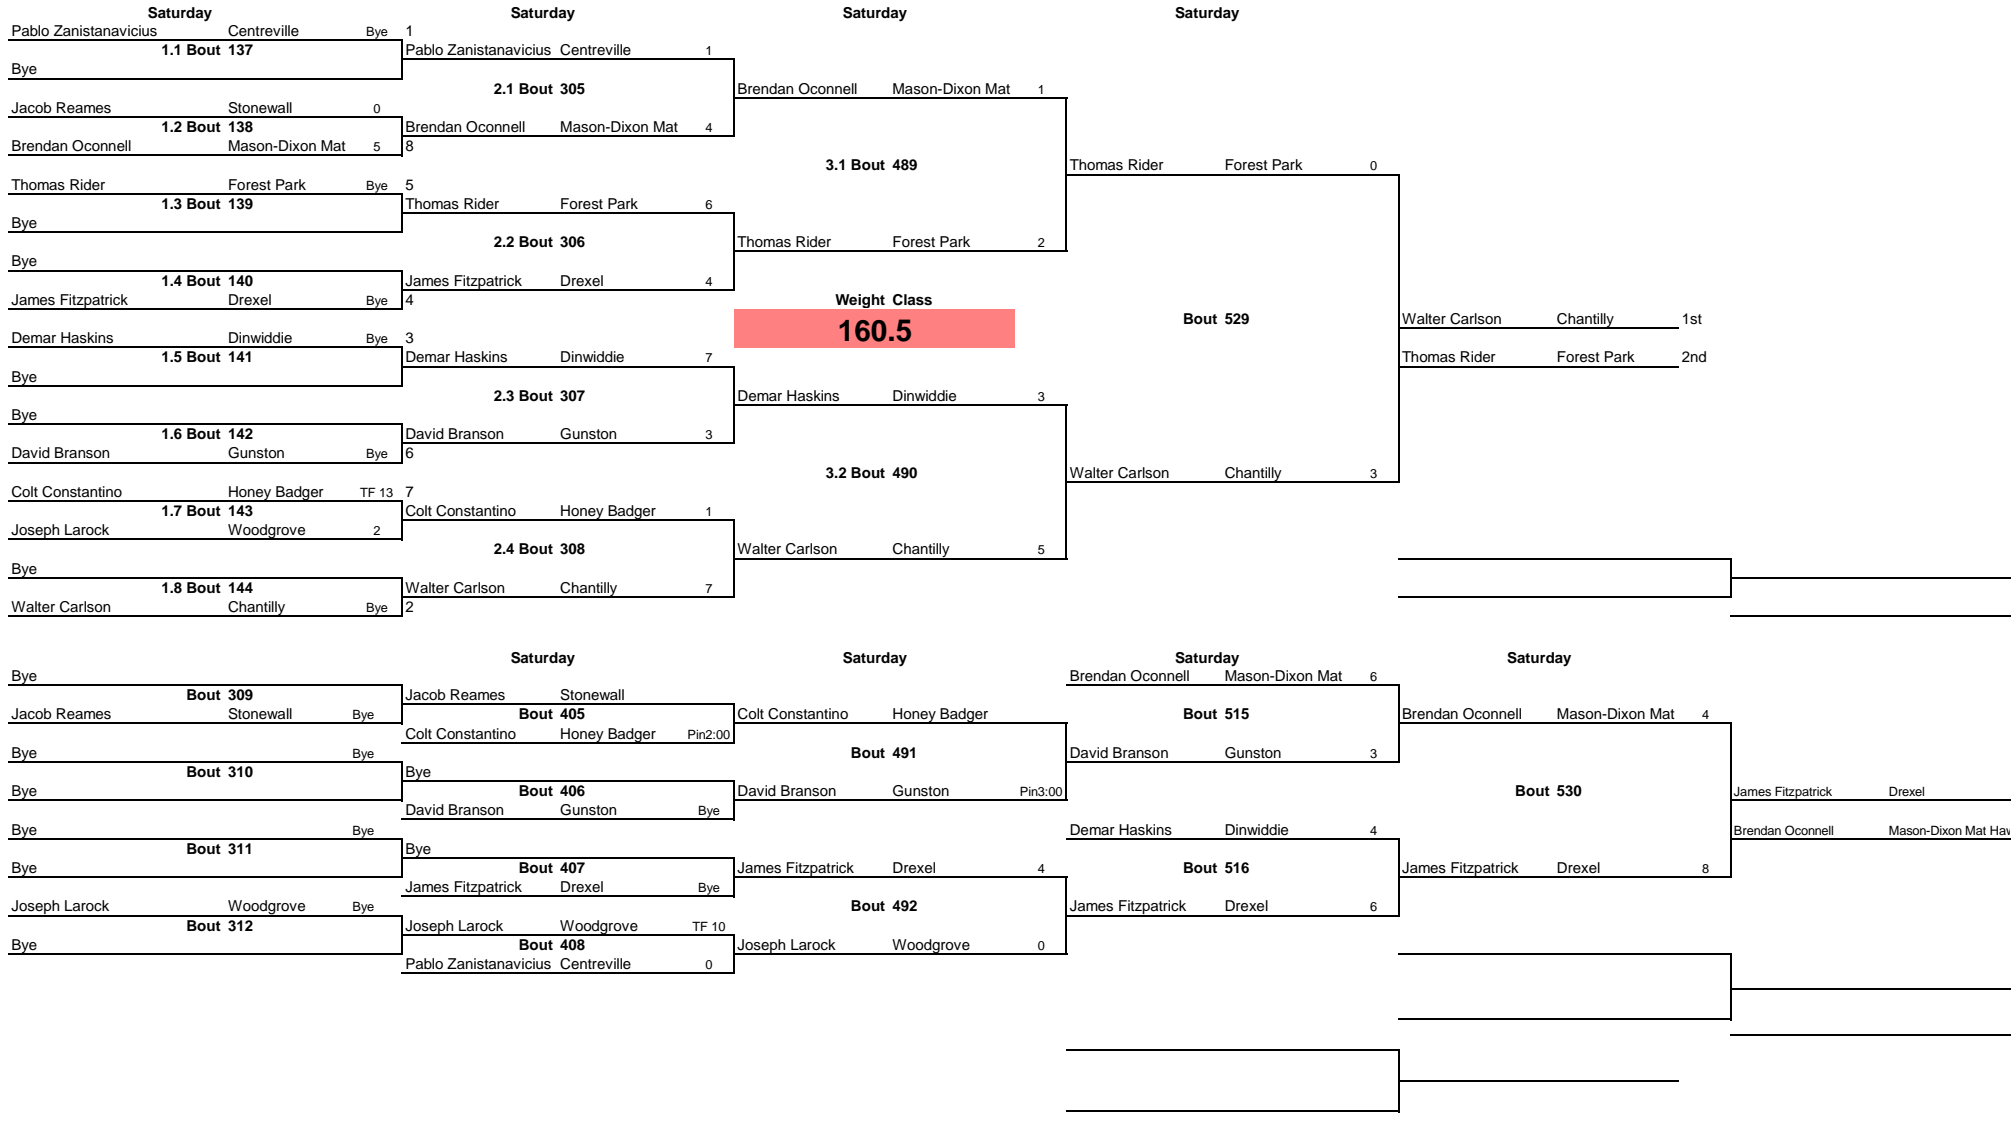 Saturday Saturday Saturday Saturday
Pablo Zanistanavicius Centreville Bye 1
1.1 Bout 137 Pablo Zanistanavicius Centreville 1
Bye
2.1 Bout 305 Brendan Oconnell Mason-Dixon Mat 1
Jacob Reames Stonewall 0
1.2 Bout 138 Brendan Oconnell Mason-Dixon Mat 4
Brendan Oconnell Mason-Dixon Mat 5 8
3.1 Bout 489 Thomas Rider Forest Park 0
Thomas Rider Forest Park Bye 5
1.3 Bout 139 Thomas Rider Forest Park 6
Bye
2.2 Bout 306 Thomas Rider Forest Park 2
Bye
1.4 Bout 140 James Fitzpatrick Drexel 4
James Fitzpatrick Drexel Bye 4 Weight Class
Bout 529 Walter Carlson Chantilly 1st
160.5
Demar Haskins Dinwiddie Bye 3
1.5 Bout 141 Demar Haskins Dinwiddie 7 Thomas Rider Forest Park 2nd
Bye
2.3 Bout 307 Demar Haskins Dinwiddie 3
Bye
1.6 Bout 142 David Branson Gunston 3
David Branson Gunston Bye 6
3.2 Bout 490 Walter Carlson Chantilly 3
Colt Constantino Honey Badger TF 13 7
1.7 Bout 143 Colt Constantino Honey Badger 1
Joseph Larock Woodgrove 2
2.4 Bout 308 Walter Carlson Chantilly 5
Bye
1.8 Bout 144 Walter Carlson Chantilly 7
Walter Carlson Chantilly Bye 2
Saturday Saturday Saturday Saturday
Bye Brendan Oconnell Mason-Dixon Mat 6
Bout 309 Jacob Reames Stonewall
Jacob Reames Stonewall Bye Bout 405 Colt Constantino Honey Badger Bout 515 Brendan Oconnell Mason-Dixon Mat 4
Colt Constantino Honey Badger Pin2:00
Bye Bye Bout 491 David Branson Gunston 3
Bout 310 Bye
Bye Bout 406 David Branson Gunston Pin3:00 Bout 530 James Fitzpatrick Drexel
David Branson Gunston Bye
Bye Bye Demar Haskins Dinwiddie 4 Brendan Oconnell Mason-Dixon Mat Haw
Bout 311 Bye
Bye Bout 407 James Fitzpatrick Drexel 4 Bout 516 James Fitzpatrick Drexel 8
James Fitzpatrick Drexel Bye
Joseph Larock Woodgrove Bye Bout 492 James Fitzpatrick Drexel 6
Bout 312 Joseph Larock Woodgrove TF 10
Bye Bout 408 Joseph Larock Woodgrove 0
Pablo Zanistanavicius Centreville 0